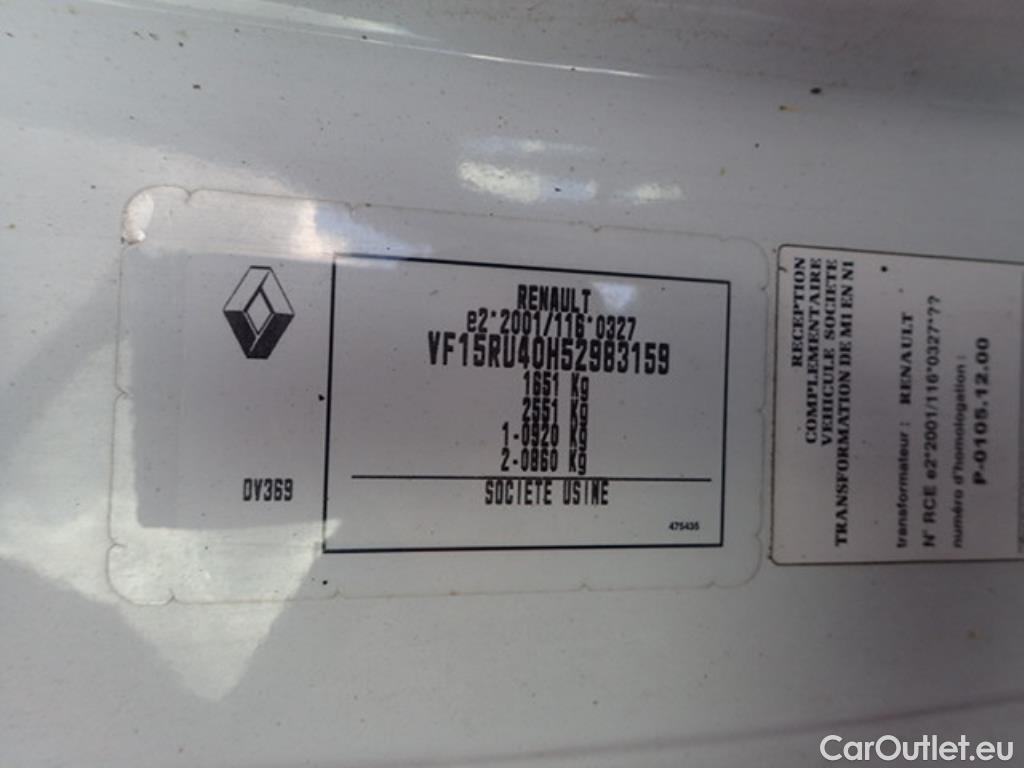 RENAULT
e2*2001/116*0327
VF15RU40H52983159
1651 Kg
2551 Kg
1-0920 Kg
2-0860 Kg
DV369
SOCIETE USINE
475435
RECEPTION
COMPLEMENTAIRE
VEHICULE SOCIETE
TRANSFORMATION DE M1 EN N1
transformateur : RENAULT
N° RCE e2*2001/116*0327*??
numéro d'homologation :
P-0105.12.00
CarOutlet.eu